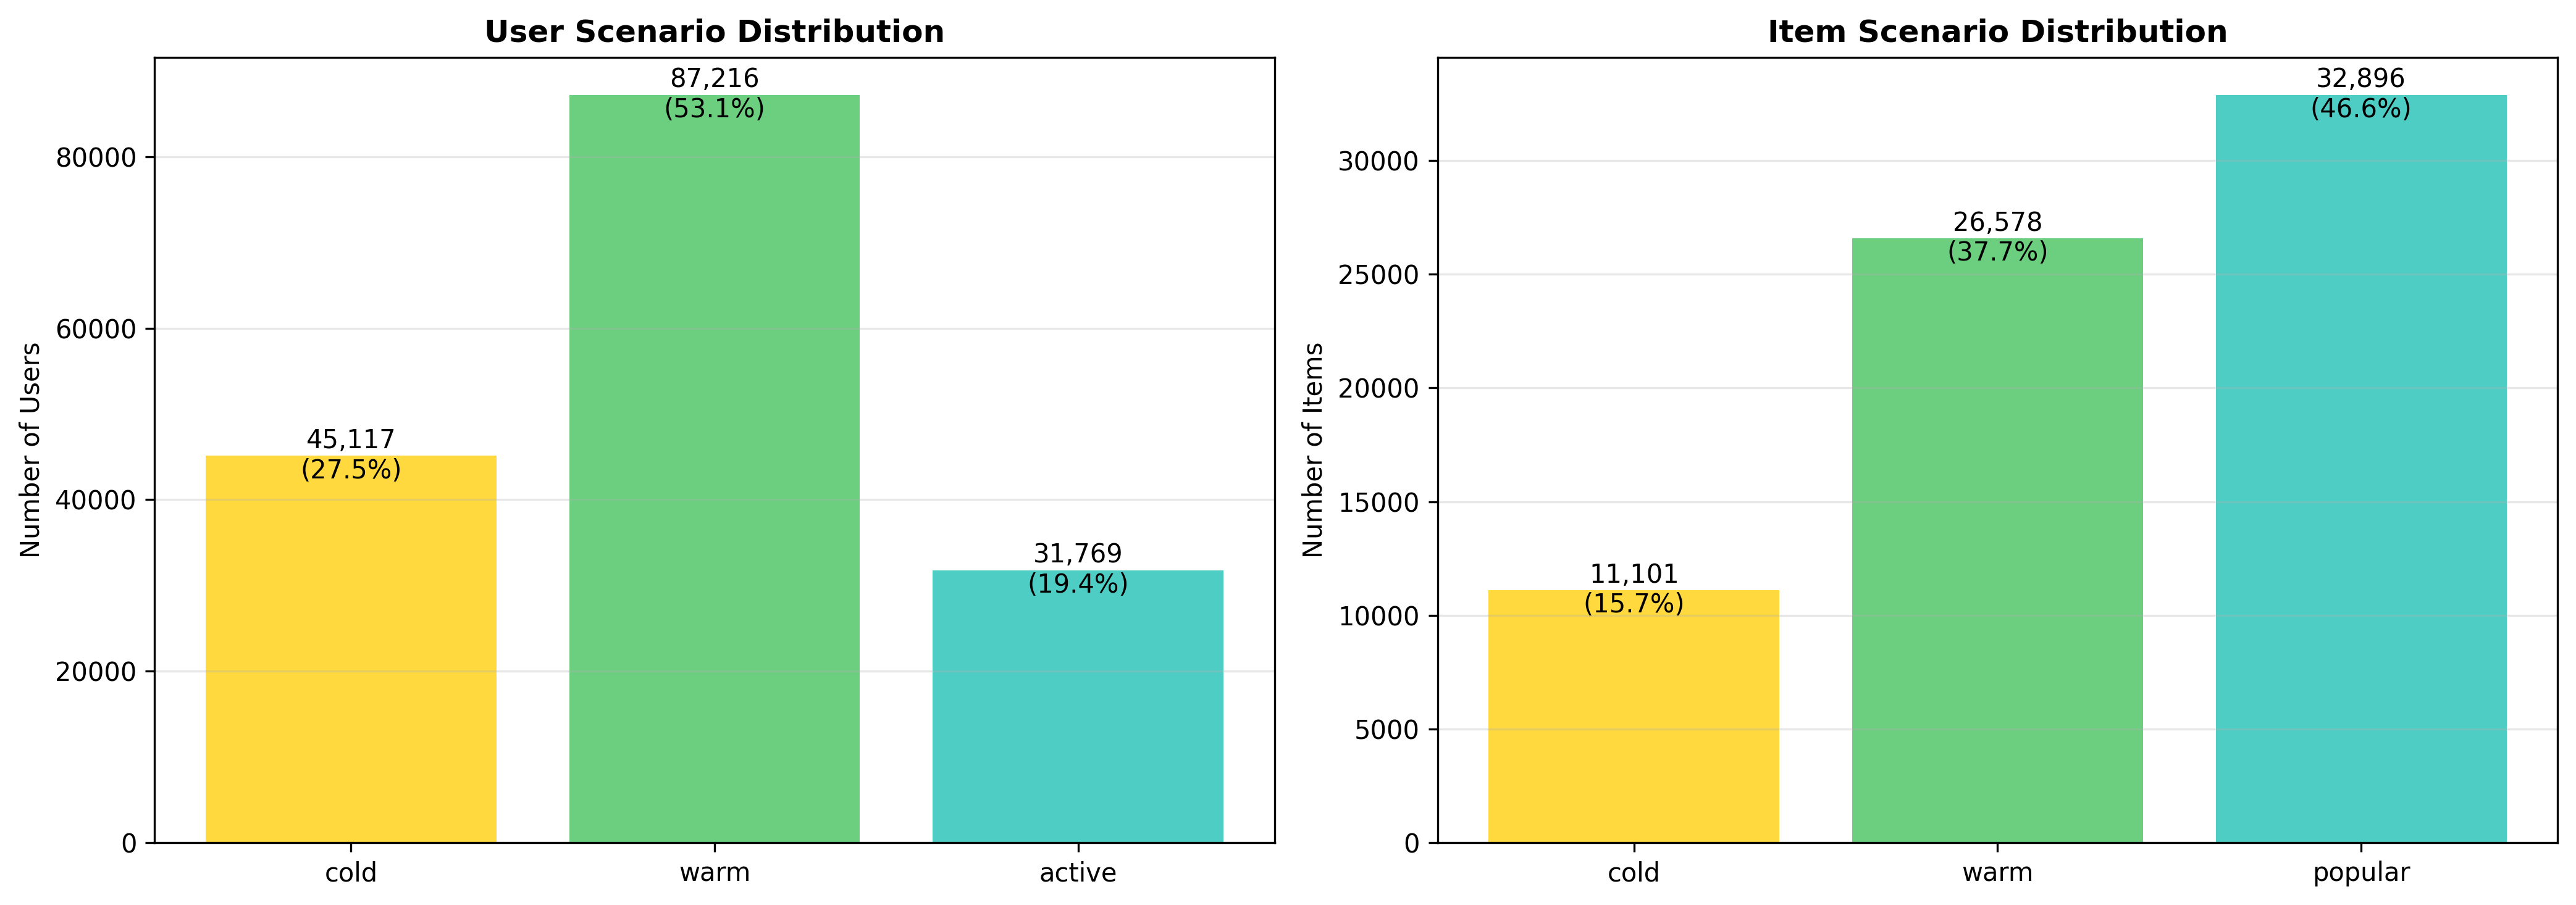 User Scenario Distribution
Number of Users
80000
60000
40000
20000
0
45,117
(27.5%)
87,216
(53.1%)
31,769
(19.4%)
cold
warm
active
Item Scenario Distribution
Number of Items
30000
25000
20000
15000
10000
5000
0
11,101
(15.7%)
26,578
(37.7%)
32,896
(46.6%)
cold
warm
popular